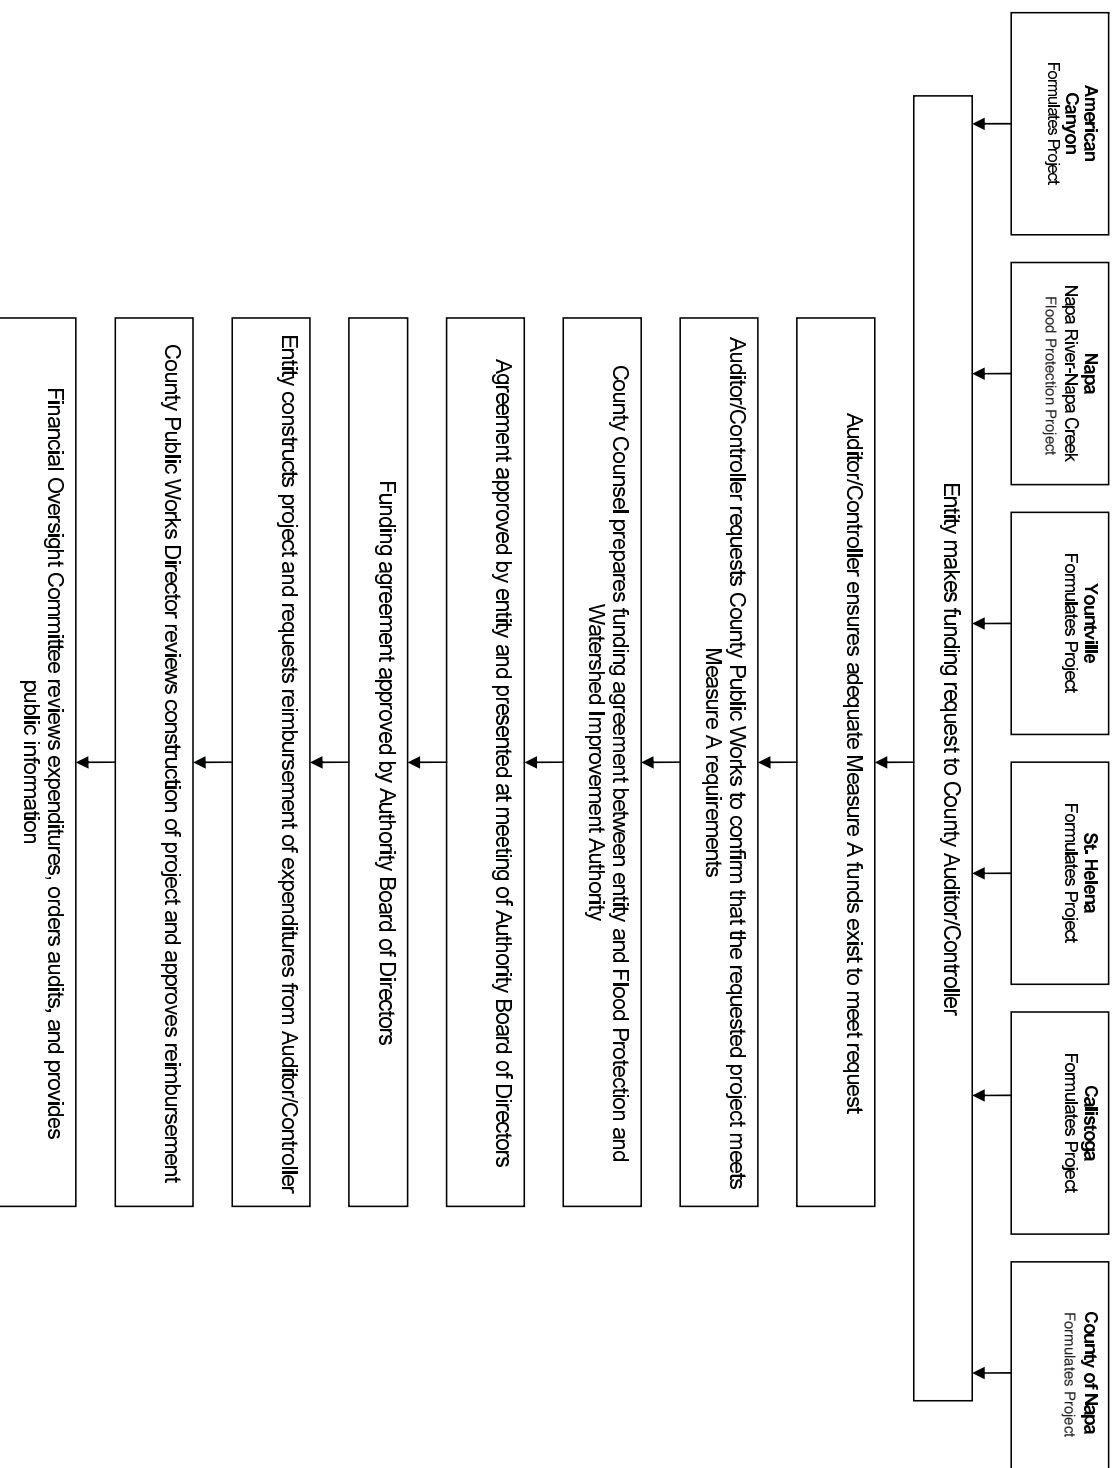 American
Canyon
Formulates Project
Napa
Napa River-Napa Creek
Flood Protection Project
Yountville
Formulates Project
St. Helena
Formulates Project
Calistoga
Formulates Project
County of Napa
Formulates Project
Entity makes funding request to County Auditor/Controller
Auditor/Controller ensures adequate Measure A funds exist to meet request
Auditor/Controller requests County Public Works to confirm that the requested project meets
Measure A requirements
County Counsel prepares funding agreement between entity and Flood Protection and
Watershed Improvement Authority
Agreement approved by entity and presented at meeting of Authority Board of Directors
Funding agreement approved by Authority Board of Directors
Entity constructs project and requests reimbursement of expenditures from Auditor/Controller
County Public Works Director reviews construction of project and approves reimbursement
Financial Oversight Committee reviews expenditures, orders audits, and provides
public information